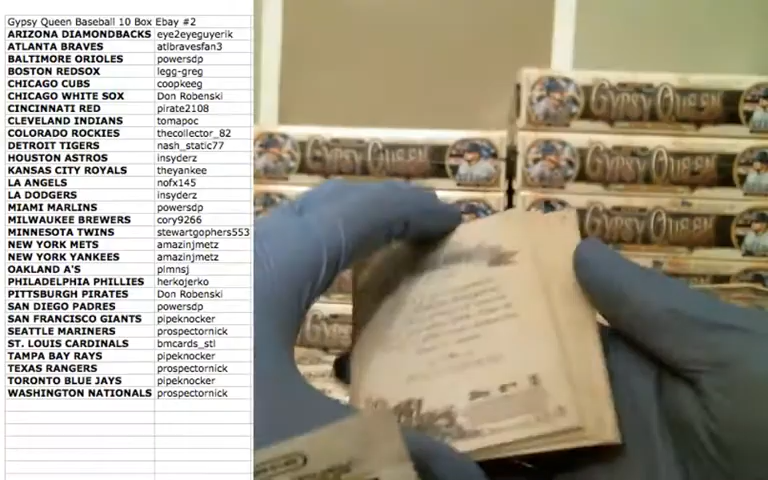 Gypsy Queen Baseball 10 Box Ebay #2
ARIZONA DIAMONDBACKS eye2eyeguyerik
ATLANTA BRAVES atlbravesfan3
BALTIMORE ORIOLES powersdp
BOSTON REDSOX legg-greg
CHICAGO CUBS coopkeeg
CHICAGO WHITE SOX Don Robenski
CINCINNATI RED pirate2108
CLEVELAND INDIANS tomapoc
COLORADO ROCKIES thecollector_82
DETROIT TIGERS nash_static77
HOUSTON ASTROS insyderz
KANSAS CITY ROYALS theyankee
LA ANGELS nofx145
LA DODGERS insyderz
MIAMI MARLINS powersdp
MILWAUKEE BREWERS cory9266
MINNESOTA TWINS stewartgophers553
NEW YORK METS amazinjmetz
NEW YORK YANKEES amazinjmetz
OAKLAND A'S plmnsj
PHILADELPHIA PHILLIES herkojerko
PITTSBURGH PIRATES Don Robenski
SAN DIEGO PADRES powersdp
SAN FRANCISCO GIANTS pipeknocker
SEATTLE MARINERS prospectornick
ST. LOUIS CARDINALS bmcards_stl
TAMPA BAY RAYS pipeknocker
TEXAS RANGERS prospectornick
TORONTO BLUE JAYS pipeknocker
WASHINGTON NATIONALS prospectornick
GYPSY QUEEN
GYPSY QUEEN
GYPSY QUEEN
GYPSY QUEEN